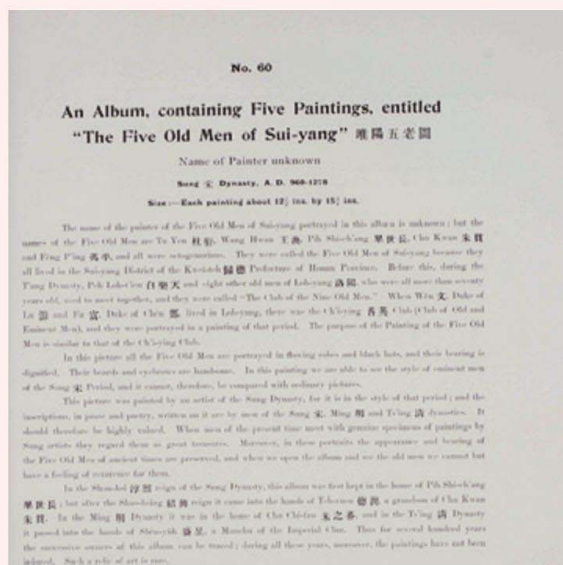 No. 60
An Album, containing Five Paintings, entitled
"The Five Old Men of Sui-yang" 睢陽五老圖
Name of Painter unknown
Sung 宋 Dynasty, A. D. 960-1278
Size:—Each painting about 12½ ins. by 15½ ins.
The name of the painter of the Five Old Men of Sui-yang portrayed in this album is unknown; but the
names of the Five Old Men are Tu Yen 杜衍, Wang Hwan 王渙, Pih Shi-ch'ang 畢世長, Chu Kwan 朱貫
and Fêng P'ing 馮平, and all were octogenarians. They were called the Five Old Men of Sui-yang because they
all lived in the Sui-yang District of the Kweiteh 歸德 Prefecture of Honan Province. Before this, during the
T'ang Dynasty, Peh Loh-t'ien 白樂天 and eight other old men of Loh-yang 洛陽, who were all more than seventy
years old, used to meet together, and they were called "The Club of the Nine Old Men." When Wên 文, Duke of
Lu 潞 and Fu 富, Duke of Chên 鄭, lived in Loh-yang, there was the Ch'i-ying 耆英 Club (Club of Old and
Eminent Men), and they were portrayed in a painting of that period. The purpose of the Painting of the Five Old
Men is similar to that of the Ch'i-ying Club.
In this picture all the Five Old Men are portrayed in flowing robes and black hats, and their bearing is
dignified. Their beards and eyebrows are handsome. In this painting we are able to see the style of eminent men
of the Sung 宋 Period, and it cannot, therefore, be compared with ordinary pictures.
This picture was painted by an artist of the Sung Dynasty, for it is in the style of that period; and the
inscriptions, in prose and poetry, written on it are by men of the Sung 宋, Ming 明 and Ts'ing 清 dynasties. It
should therefore be highly valued. When men of the present time meet with genuine specimens of paintings by
Sung artists they regard them as great treasures. Moreover, in these portraits the appearance and bearing of
the Five Old Men of ancient times are preserved, and when we open the album and see the old men we cannot but
have a feeling of reverence for them.
In the Shun-hsi 淳熙 reign of the Sung Dynasty, this album was first kept in the home of Pih Shi-ch'ang
畢世長; but after the Shao-hsing 紹興 reign it came into the hands of Teh-yun 德潤, a grandson of Chu Kwan
朱貫. In the Ming 明 Dynasty it was in the home of Chu Chi-tao 朱之, and in the Ts'ing 清 Dynasty
it passed into the hands of Shên-yüh 盛昱, a Manchu of the Imperial Clan. Thus for several hundred years
the successive owners of this album can be traced; during all these years, moreover, the paintings have not been
injured. Such a relic of art is rare.